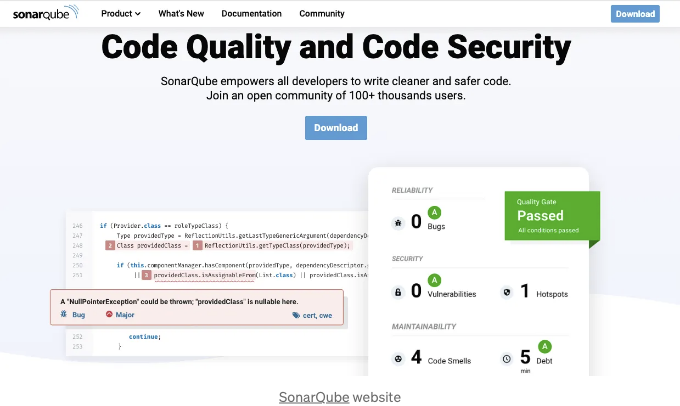 sonarqube Product What's New Documentation Community Download
Code Quality and Code Security
SonarQube empowers all developers to write cleaner and safer code.
Join an open community of 100+ thousands users.
Download
246 if (Provider.class == roleTypeClass) {
247 Type providedType = ReflectionUtils.getLastTypeGenericArgument(dependencyDe
248 2 Class providedClass = 1 ReflectionUtils.getTypeClass(providedType);
249
250 if (this.componentManager.hasComponent(providedType, dependencyDescriptor.
251 || 3 providedClass.isAssignableFrom(List.class) || providedClass.isAs
A "NullPointerException" could be thrown; "providedClass" is nullable here.
Bug Major cert, cwe
252 continue;
253 }
RELIABILITY
0 A Bugs
Quality Gate
Passed
All conditions passed
SECURITY
0 A Vulnerabilities 1 Hotspots
MAINTAINABILITY
4 Code Smells 5 min A Debt
SonarQube website